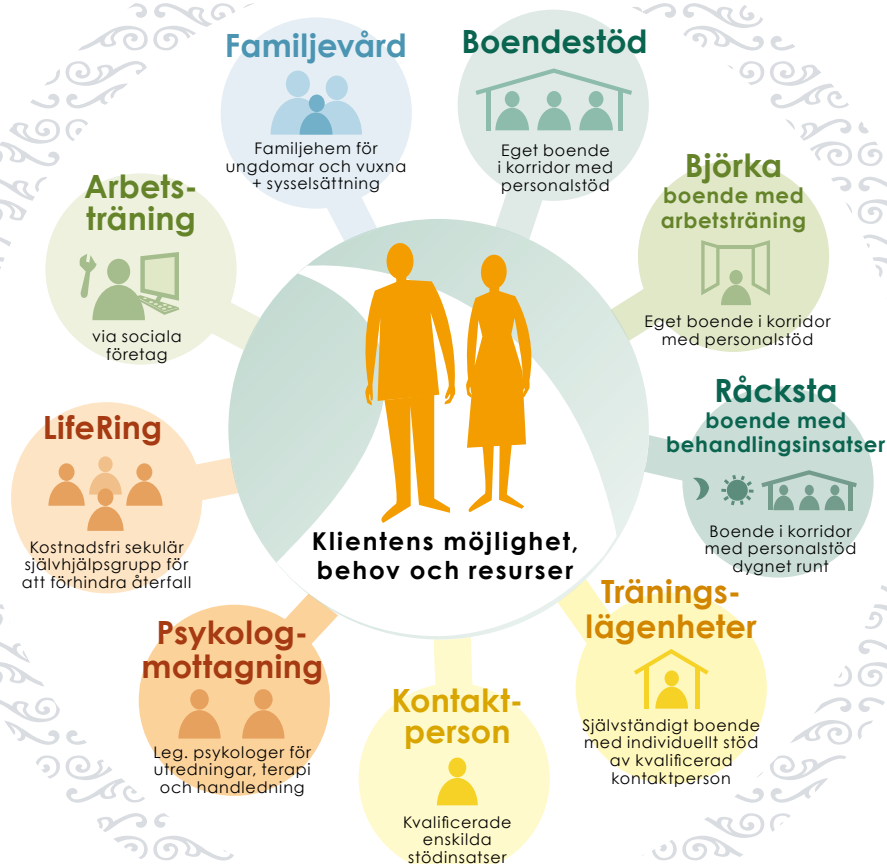 Familjevård
Familjehem för
ungdomar och vuxna
+ sysselsättning
Boendestöd
Eget boende
i korridor med
personalstöd
Björka
boende med
arbetsträning
Eget boende i korridor
med personalstöd
Råcksta
boende med
behandlingsinsatser
Boende i korridor
med personalstöd
dygnet runt
Tränings-
lägenheter
Självständigt boende
med individuellt stöd
av kvalificerad
kontaktperson
Kontakt-
person
Kvalificerade
enskilda
stödinsatser
Psykolog-
mottagning
Leg. psykologer för
utredningar, terapi
och handledning
LifeRing
Kostnadsfri sekulär
självhjälpsgrupp för
att förhindra återfall
Arbets-
träning
via sociala
företag
Klientens möjlighet,
behov och resurser